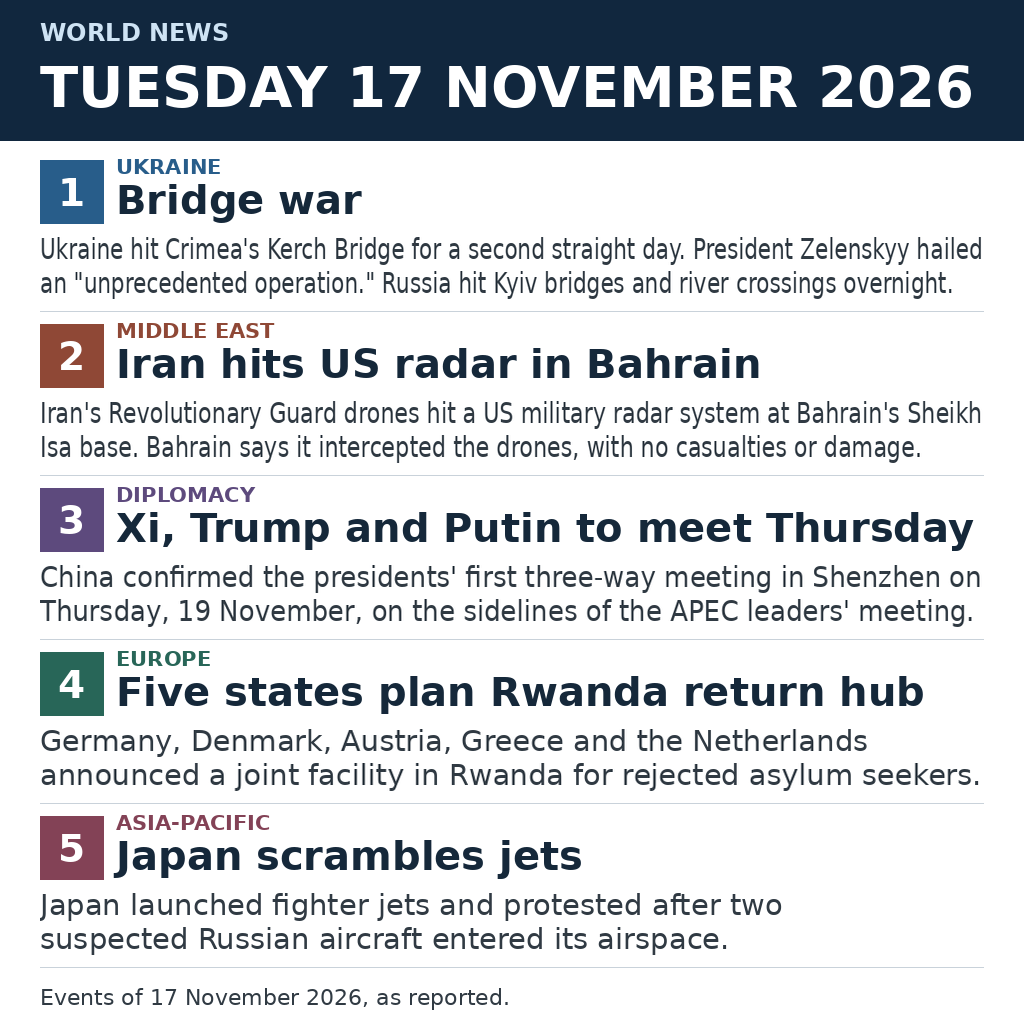 WORLD NEWS
TUESDAY 17 NOVEMBER 2026
1
UKRAINE
Bridge war
Ukraine hit Crimea's Kerch Bridge for a second straight day. President Zelenskyy hailed
an "unprecedented operation." Russia hit Kyiv bridges and river crossings overnight.
2
MIDDLE EAST
Iran hits US radar in Bahrain
Iran's Revolutionary Guard drones hit a US military radar system at Bahrain's Sheikh
Isa base. Bahrain says it intercepted the drones, with no casualties or damage.
3
DIPLOMACY
Xi, Trump and Putin to meet Thursday
China confirmed the presidents' first three-way meeting in Shenzhen on
Thursday, 19 November, on the sidelines of the APEC leaders' meeting.
4
EUROPE
Five states plan Rwanda return hub
Germany, Denmark, Austria, Greece and the Netherlands
announced a joint facility in Rwanda for rejected asylum seekers.
5
ASIA-PACIFIC
Japan scrambles jets
Japan launched fighter jets and protested after two
suspected Russian aircraft entered its airspace.
Events of 17 November 2026, as reported.